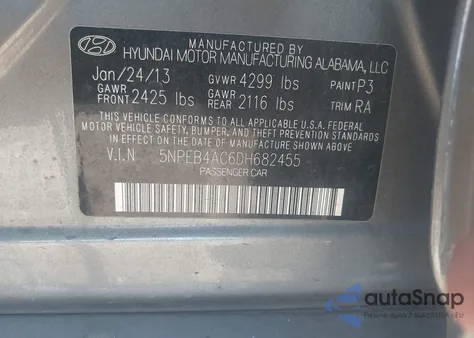 MANUFACTURED BY
HYUNDAI MOTOR MANUFACTURING ALABAMA, LLC
Jan/24/13 GVWR 4299 lbs PAINT P3
GAWR FRONT 2425 lbs GAWR REAR 2116 lbs TRIM RA
THIS VEHICLE CONFORMS TO ALL APPLICABLE U.S.A. FEDERAL
MOTOR VEHICLE SAFETY, BUMPER, AND THEFT PREVENTION STANDARDS
IN EFFECT ON THE DATE OF MANUFACTURE SHOWN ABOVE.
V.I.N 5NPEB4AC6DH682455
PASSENGER CAR
autoSnap